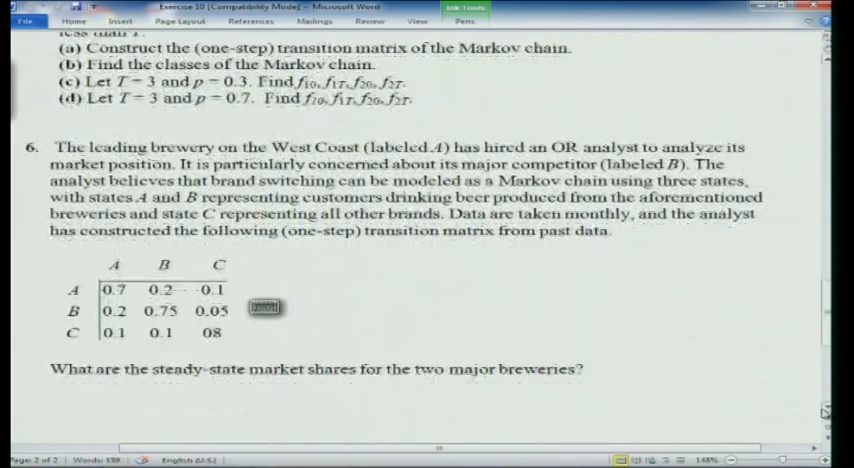 Exercise 10 [Compatibility Mode] - Microsoft Word
Ink Tools
File Home Insert Page Layout References Mailings Review View Pens
less than
(a) Construct the (one-step) transition matrix of the Markov chain.
(b) Find the classes of the Markov chain.
(c) Let T = 3 and p = 0.3. Find f10, f1T, f20, f2T.
(d) Let T = 3 and p = 0.7. Find f10, f1T, f20, f2T.
6. The leading brewery on the West Coast (labeled A) has hired an OR analyst to analyze its
market position. It is particularly concerned about its major competitor (labeled B). The
analyst believes that brand switching can be modeled as a Markov chain using three states,
with states A and B representing customers drinking beer produced from the aforementioned
breweries and state C representing all other brands. Data are taken monthly, and the analyst
has constructed the following (one-step) transition matrix from past data.
A B C
A 0.7 0.2 0.1
B 0.2 0.75 0.05
C 0.1 0.1 08
What are the steady-state market shares for the two major breweries?
Page: 2 of 2 Words: 539 English (U.S.) 148%